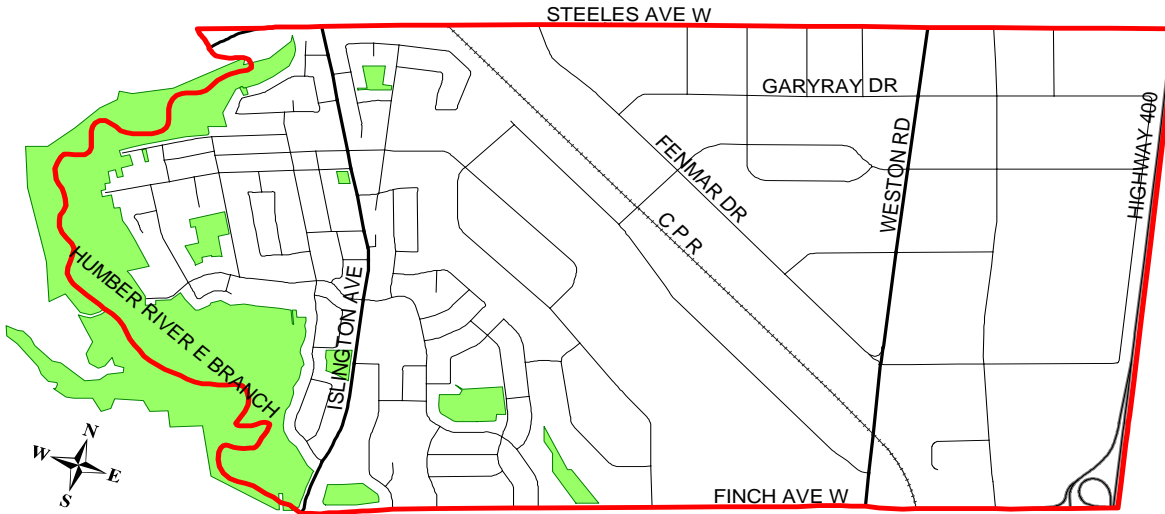 STEELES AVE W
GARYRAY DR
HIGHWAY 400
FENMAR DR
WESTON RD
C P R
HUMBER RIVER E BRANCH
ISLINGTON AVE
N
W
E
S
FINCH AVE W